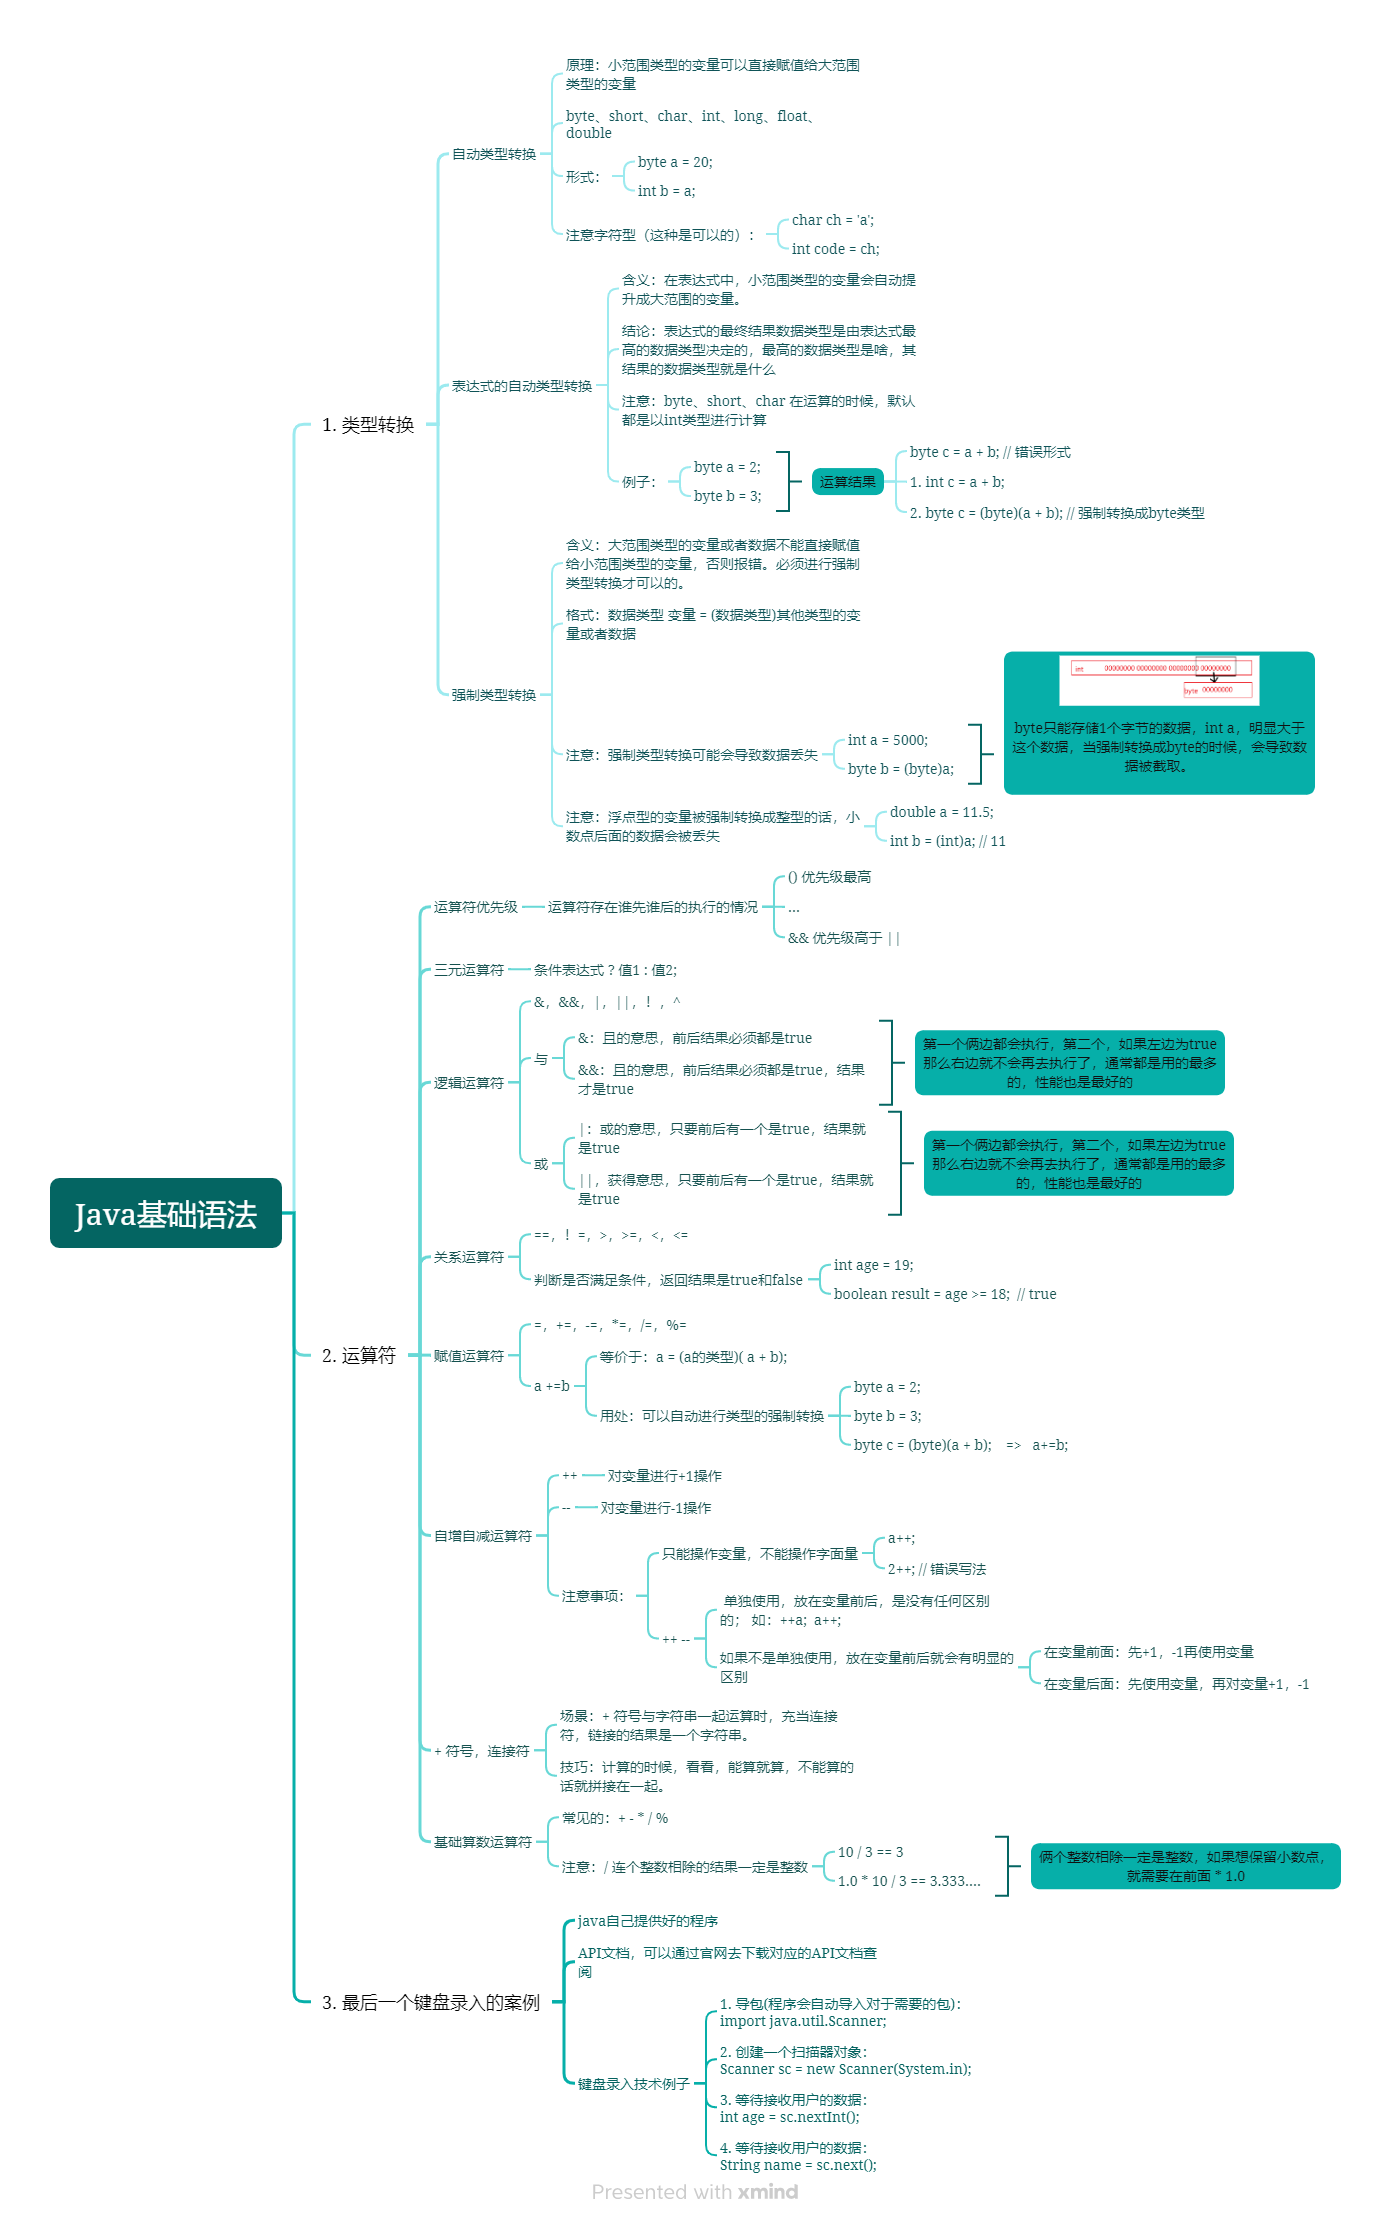 Java基础语法
1. 类型转换
自动类型转换
原理：小范围类型的变量可以直接赋值给大范围
类型的变量
byte、short、char、int、long、float、
double
形式：
byte a = 20;
int b = a;
注意字符型（这种是可以的）：
char ch = 'a';
int code = ch;
表达式的自动类型转换
含义：在表达式中，小范围类型的变量会自动提
升成大范围的变量。
结论：表达式的最终结果数据类型是由表达式最
高的数据类型决定的，最高的数据类型是啥，其
结果的数据类型就是什么
注意：byte、short、char 在运算的时候，默认
都是以int类型进行计算
例子：
byte a = 2;
byte b = 3;
运算结果
byte c = a + b; // 错误形式
1. int c = a + b;
2. byte c = (byte)(a + b); // 强制转换成byte类型
强制类型转换
含义：大范围类型的变量或者数据不能直接赋值
给小范围类型的变量，否则报错。必须进行强制
类型转换才可以的。
格式：数据类型 变量 = (数据类型)其他类型的变
量或者数据
注意：强制类型转换可能会导致数据丢失
int a = 5000;
byte b = (byte)a;
int 00000000 00000000 00000000 00000000
byte 00000000
byte只能存储1个字节的数据，int a，明显大于
这个数据，当强制转换成byte的时候，会导致数
据被截取。
注意：浮点型的变量被强制转换成整型的话，小
数点后面的数据会被丢失
double a = 11.5;
int b = (int)a; // 11
2. 运算符
运算符优先级
运算符存在谁先谁后的执行的情况
() 优先级最高
...
&& 优先级高于 ||
三元运算符
条件表达式 ? 值1 : 值2;
逻辑运算符
&，&&，|，||，！，^
与
&：且的意思，前后结果必须都是true
&&：且的意思，前后结果必须都是true，结果
才是true
第一个俩边都会执行，第二个，如果左边为true
那么右边就不会再去执行了，通常都是用的最多
的，性能也是最好的
或
|：或的意思，只要前后有一个是true，结果就
是true
||，获得意思，只要前后有一个是true，结果就
是true
第一个俩边都会执行，第二个，如果左边为true
那么右边就不会再去执行了，通常都是用的最多
的，性能也是最好的
关系运算符
==，！=，>，>=，<，<=
判断是否满足条件，返回结果是true和false
int age = 19;
boolean result = age >= 18;  // true
赋值运算符
=，+=，-=，*=，/=，%=
a +=b
等价于：a = (a的类型)( a + b);
用处：可以自动进行类型的强制转换
byte a = 2;
byte b = 3;
byte c = (byte)(a + b);    =>   a+=b;
自增自减运算符
++
对变量进行+1操作
--
对变量进行-1操作
注意事项：
只能操作变量，不能操作字面量
a++;
2++; // 错误写法
++ --
单独使用，放在变量前后，是没有任何区别
的； 如：++a;  a++;
如果不是单独使用，放在变量前后就会有明显的
区别
在变量前面：先+1，-1再使用变量
在变量后面：先使用变量，再对变量+1，-1
+ 符号，连接符
场景：+ 符号与字符串一起运算时，充当连接
符，链接的结果是一个字符串。
技巧：计算的时候，看看，能算就算，不能算的
话就拼接在一起。
基础算数运算符
常见的：+ - * / %
注意：/ 连个整数相除的结果一定是整数
10 / 3 == 3
1.0 * 10 / 3 == 3.333....
俩个整数相除一定是整数，如果想保留小数点，
就需要在前面 * 1.0
3. 最后一个键盘录入的案例
java自己提供好的程序
API文档，可以通过官网去下载对应的API文档查
阅
键盘录入技术例子
1. 导包(程序会自动导入对于需要的包)：
import java.util.Scanner;
2. 创建一个扫描器对象：
Scanner sc = new Scanner(System.in);
3. 等待接收用户的数据：
int age = sc.nextInt();
4. 等待接收用户的数据：
String name = sc.next();
Presented with xmind